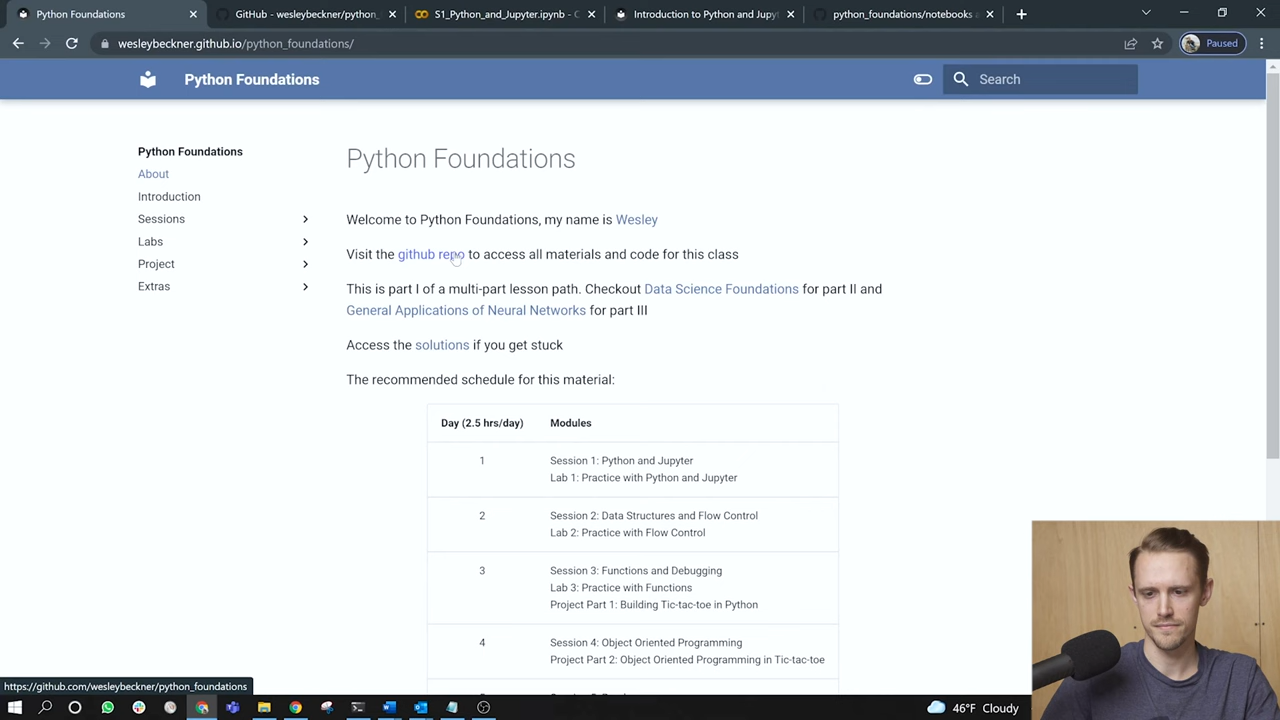 Python Foundations
GitHub - wesleybeckner/python_
S1_Python_and_Jupyter.ipynb - C
Introduction to Python and Jupyt
python_foundations/notebooks a
wesleybeckner.github.io/python_foundations/
Paused
Python Foundations
Search
Python Foundations
About
Introduction
Sessions
Labs
Project
Extras
Python Foundations
Welcome to Python Foundations, my name is Wesley
Visit the github repo to access all materials and code for this class
This is part I of a multi-part lesson path. Checkout Data Science Foundations for part II and
General Applications of Neural Networks for part III
Access the solutions if you get stuck
The recommended schedule for this material:
Day (2.5 hrs/day) Modules
1 Session 1: Python and Jupyter
Lab 1: Practice with Python and Jupyter
2 Session 2: Data Structures and Flow Control
Lab 2: Practice with Flow Control
3 Session 3: Functions and Debugging
Lab 3: Practice with Functions
Project Part 1: Building Tic-tac-toe in Python
4 Session 4: Object Oriented Programming
Project Part 2: Object Oriented Programming in Tic-tac-toe
https://github.com/wesleybeckner/python_foundations
46°F Cloudy